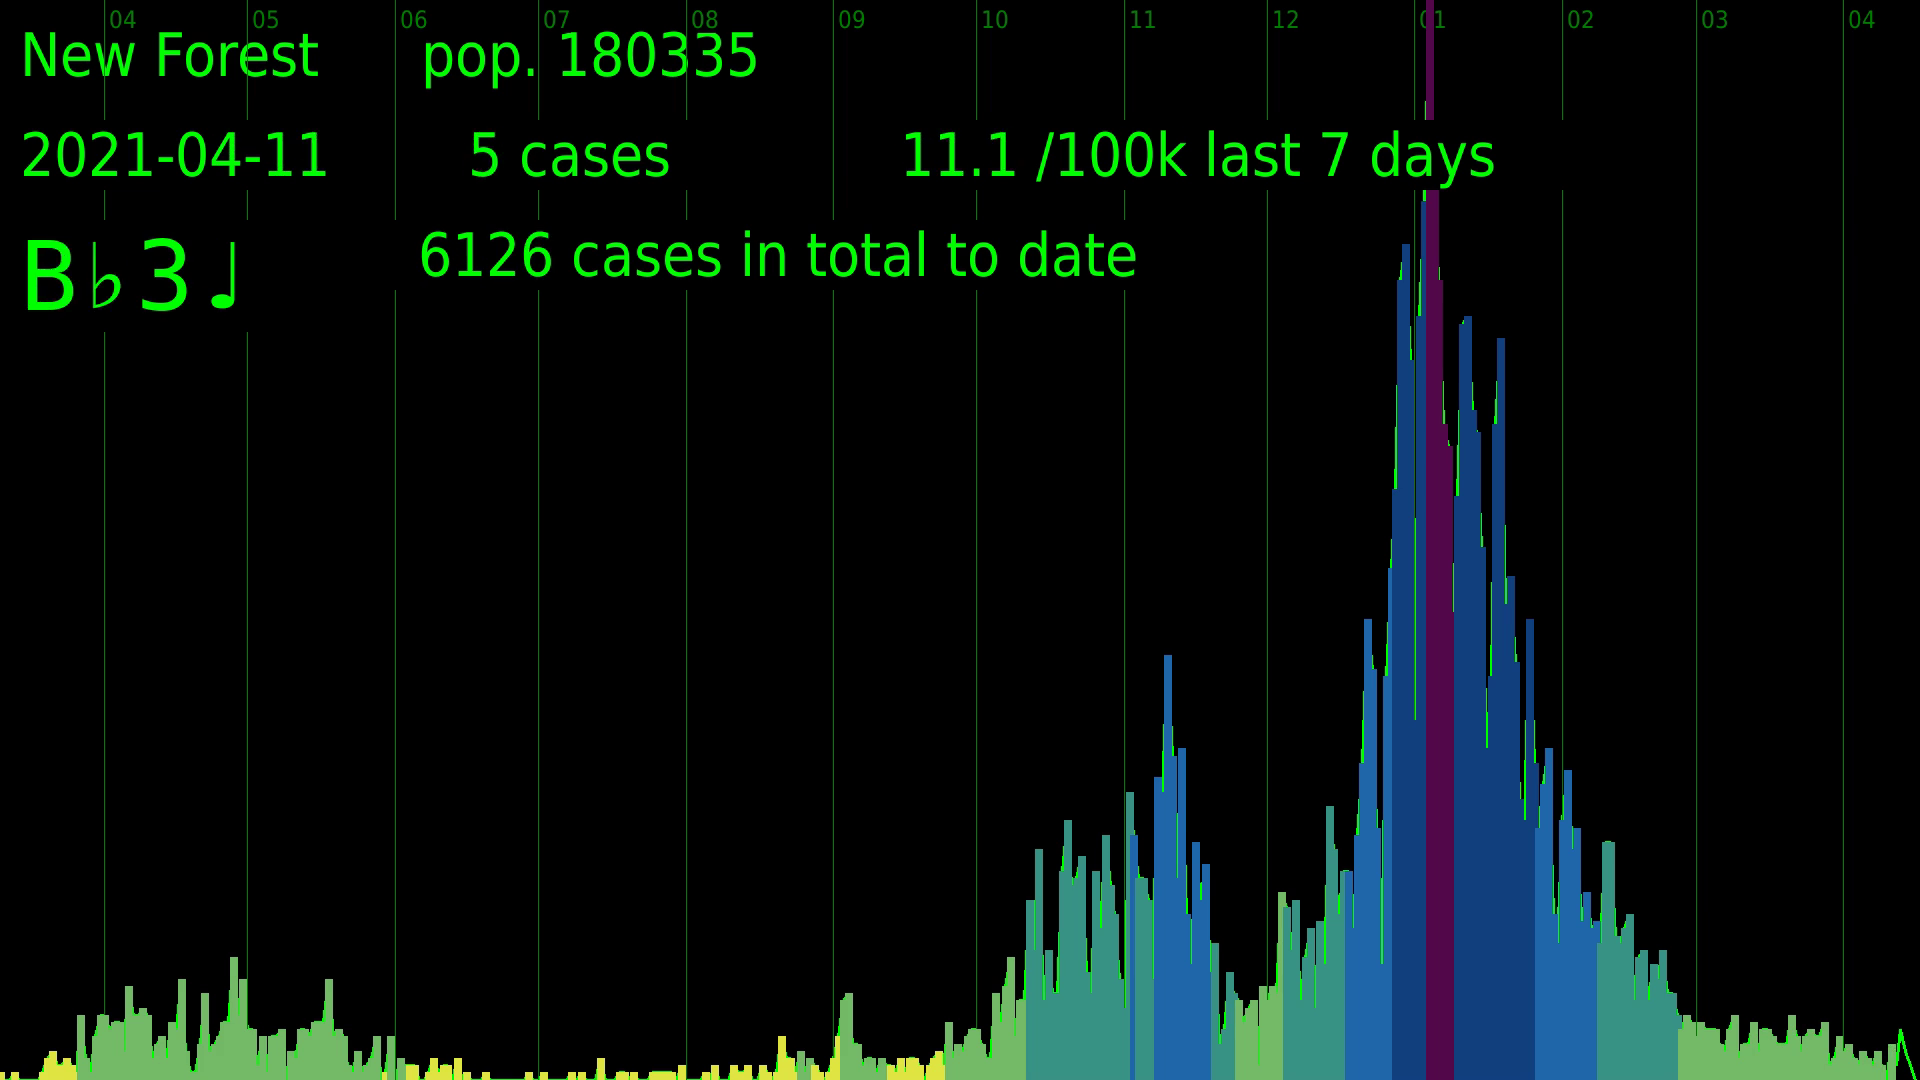 04 05 06 07 08 09 10 11 12 01 02 03 04
New Forest pop. 180335
2021-04-11 5 cases 11.1 /100k last 7 days
B♭3♩ 6126 cases in total to date